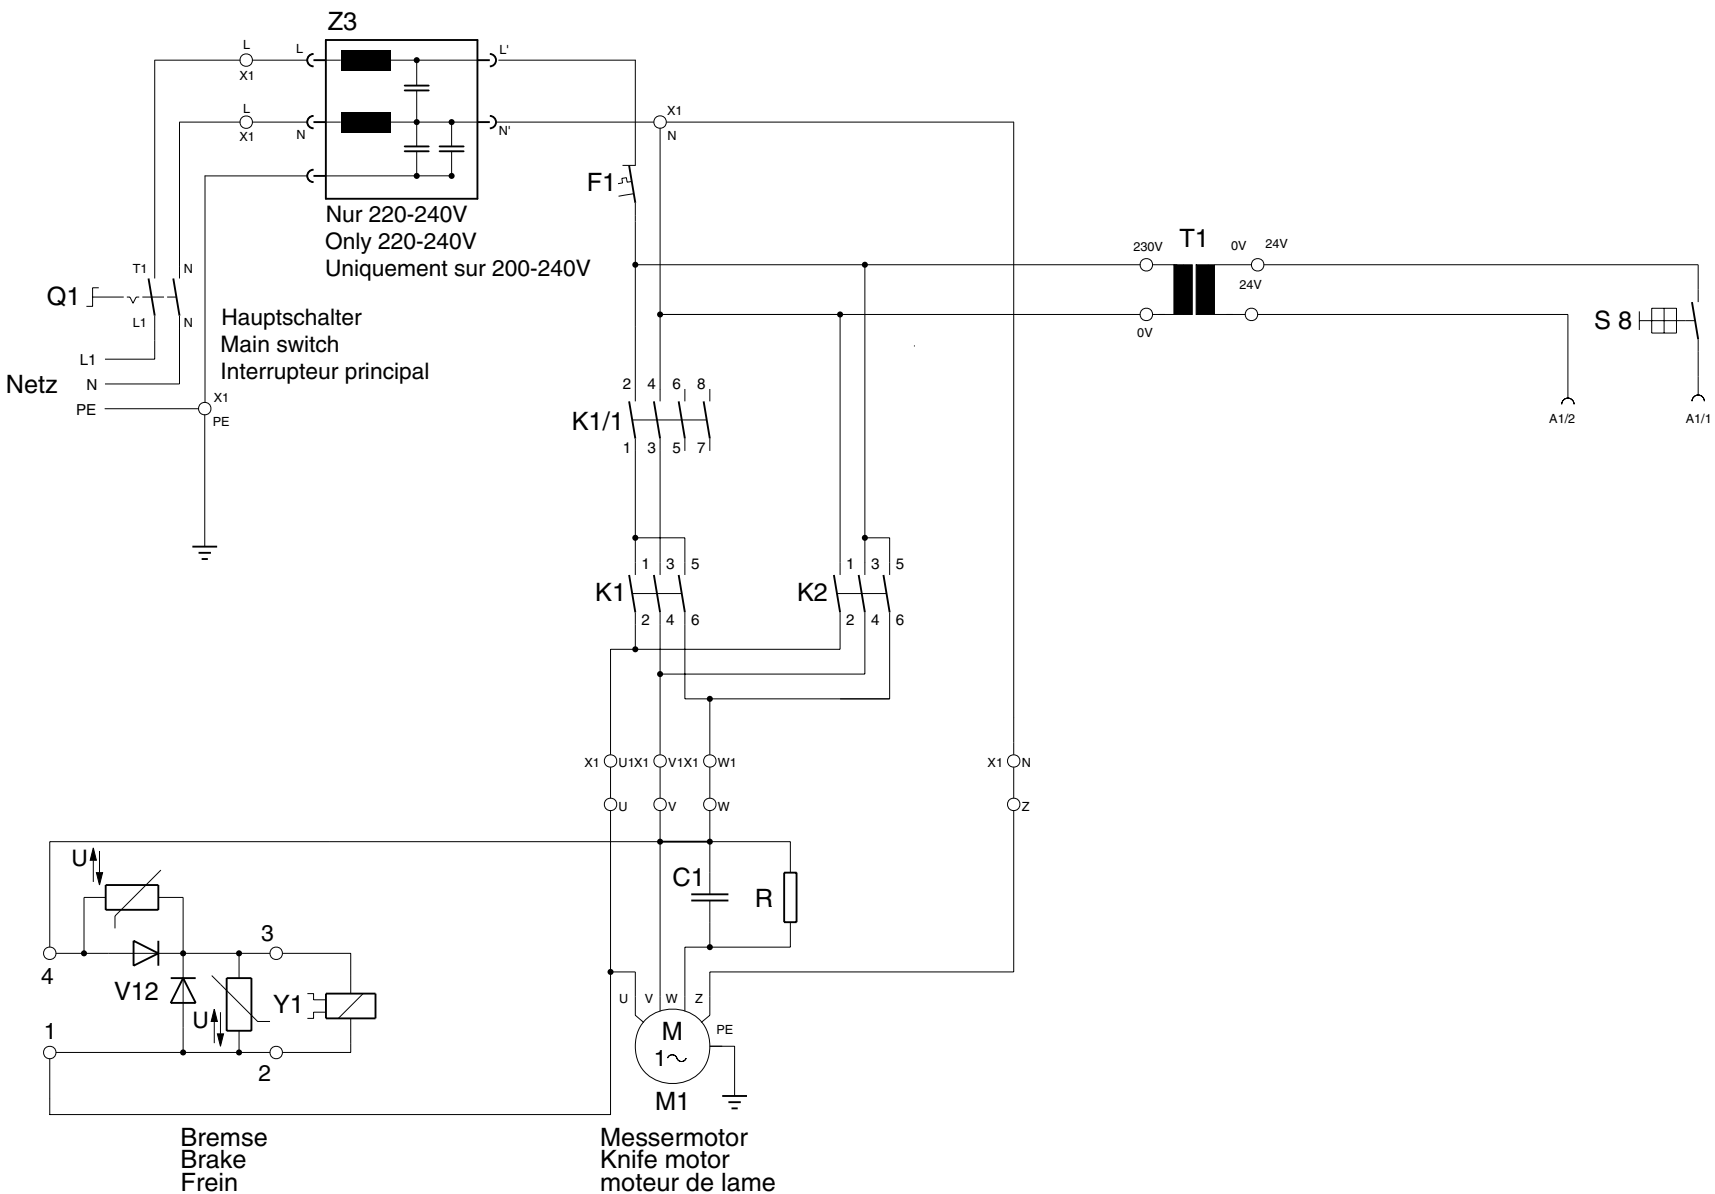 Z3
L L L'
X1
L X1
X1 N N' N
F1
Nur 220-240V
Only 220-240V
Uniquement sur 200-240V
230V T1 0V 24V
24V
0V
S 8
A1/2 A1/1
T1 N
Q1
L1 N
Hauptschalter
Main switch
Interrupteur principal
L1
Netz N
PE
X1
PE
2 4 6 8
K1/1
1 3 5 7
1 3 5 1 3 5
K1 K2
2 4 6 2 4 6
X1 U1X1 V1X1 W1 X1 N
U V W Z
U
C1
R
3
4
V12 U Y1
1
2
U V W Z
M PE
1~
M1
Bremse
Brake
Frein
Messermotor
Knife motor
moteur de lame